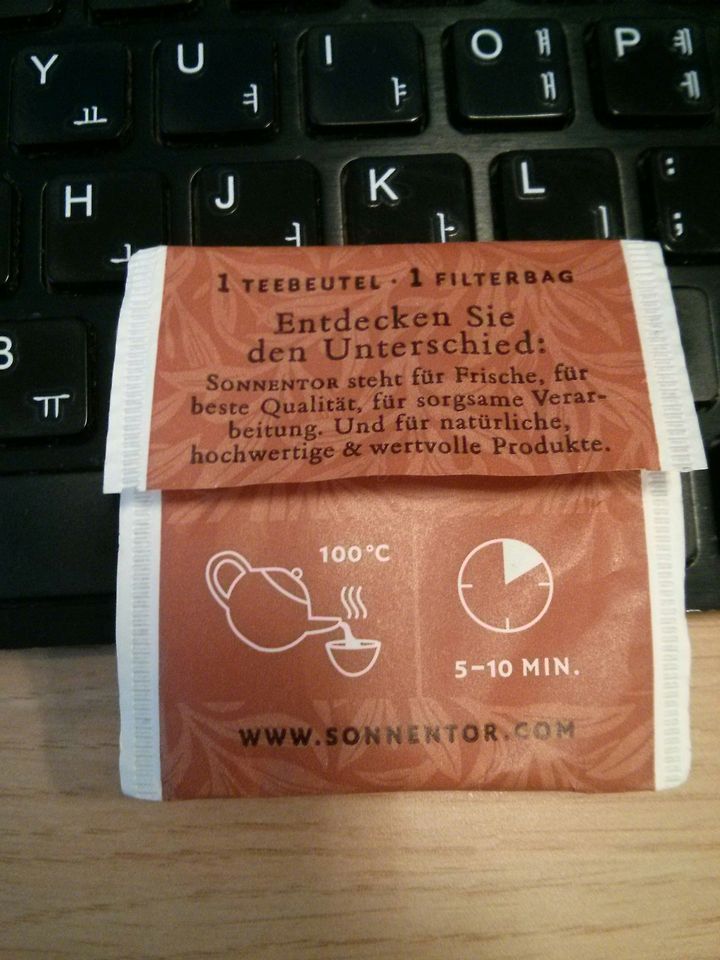 Y ㅛ U ㅕ I ㅑ O ㅒ ㅐ P ㅖ ㅔ
H ㅗ J ㅓ K ㅏ L ㅣ : ;
B ㅠ
1 TEEBEUTEL · 1 FILTERBAG
Entdecken Sie
den Unterschied:
SONNENTOR steht für Frische, für
beste Qualität, für sorgsame Verar-
beitung. Und für natürliche,
hochwertige & wertvolle Produkte.
100°C
5-10 MIN.
WWW.SONNENTOR.COM